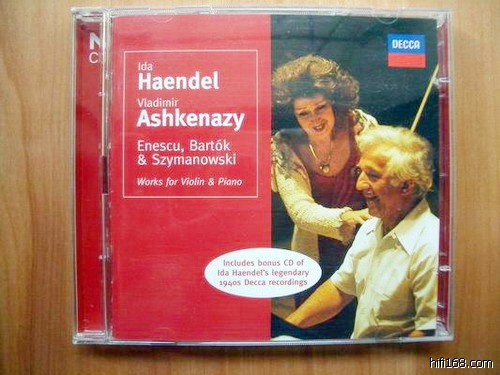 Ida
Haendel
Vladimir
Ashkenazy
Enescu, Bartók
& Szymanowski
Works for Violin & Piano
DECCA
Includes bonus CD of
Ida Haendel's legendary
1940s Decca recordings
hifi168.com